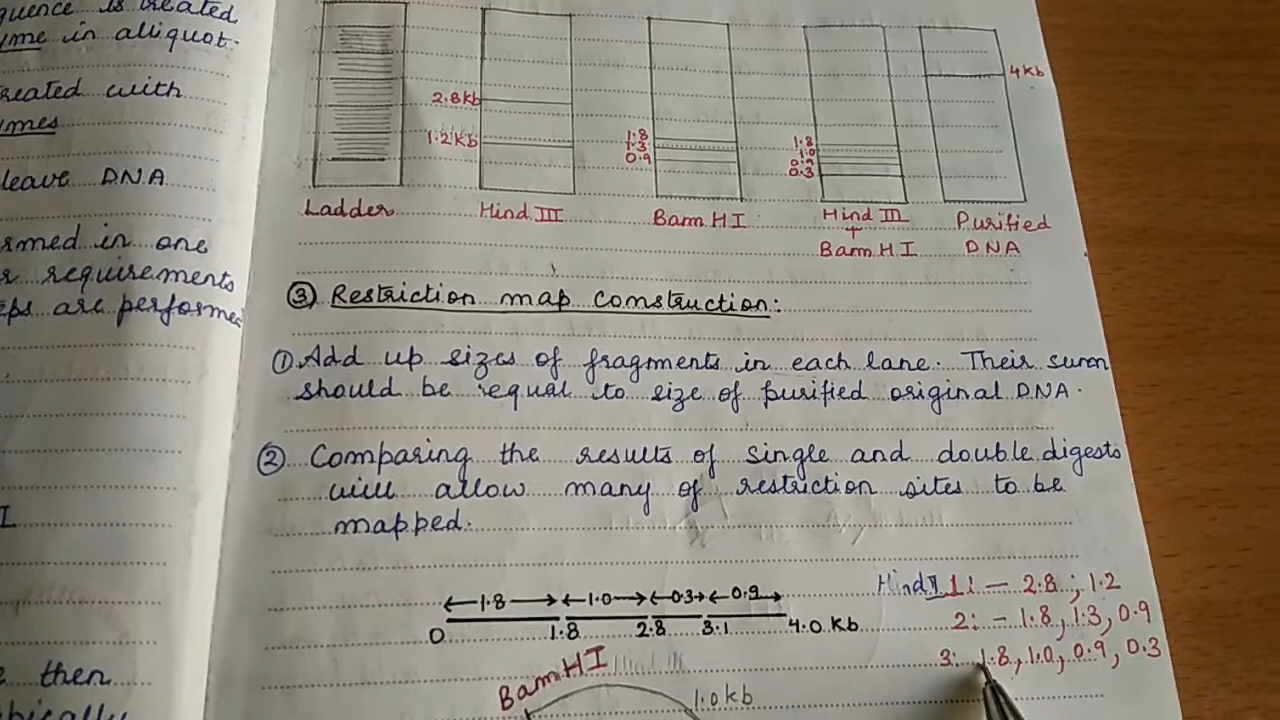 quence is treated
yme in alliquot.
reated with
ymes
leave DNA
rmed in one
r requirements
eps are performed
I
e then
4 Kb
2.8 Kb
1.2 Kb
1.8
1.3
0.9
1.8
1.0
0.9
0.3
Ladder
Hind III
Bam HI
Hind III
+
Bam HI
Purified
DNA
③ Restriction map construction:
① Add up sizes of fragments in each lane. Their sum
should be equal to size of purified original DNA.
② Comparing the results of single and double digests
will allow many of restriction sites to be
mapped.
←1.8→ ←1.0→ ←0.3→ ←0.9→
0 1.8 2.8 3.1 4.0 Kb
Hind II 1: — 2.8 ; 1.2
2: - 1.8, 1.3, 0.9
3: 1.8, 1.0, 0.9, 0.3
Bam HI
1.0 kb